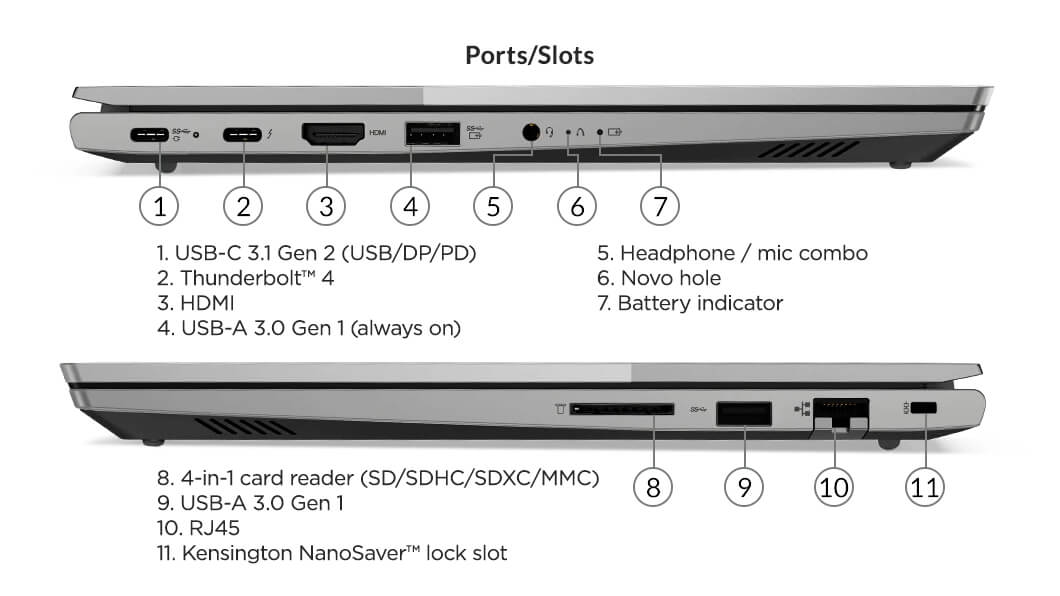 Ports/Slots
HDMI
1 2 3 4 5 6 7
1. USB-C 3.1 Gen 2 (USB/DP/PD)
2. Thunderbolt™ 4
3. HDMI
4. USB-A 3.0 Gen 1 (always on)
5. Headphone / mic combo
6. Novo hole
7. Battery indicator
8 9 10 11
8. 4-in-1 card reader (SD/SDHC/SDXC/MMC)
9. USB-A 3.0 Gen 1
10. RJ45
11. Kensington NanoSaver™ lock slot